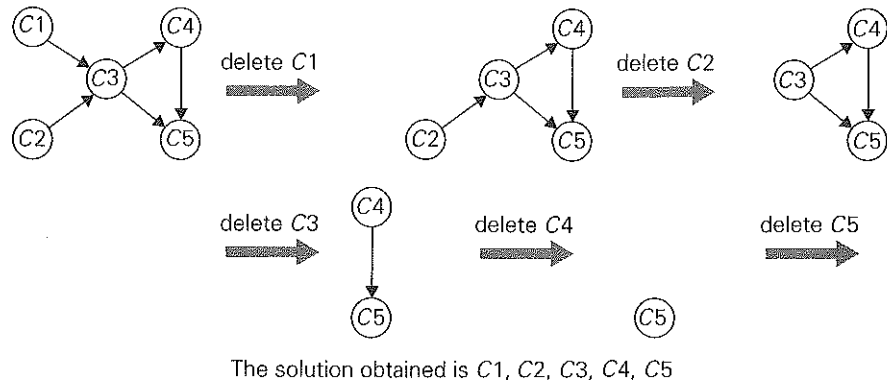 C1 C4 C3 C2 C5
delete C1
C4 C3 C2 C5
delete C2
C4 C3 C5
delete C3
C4 C5
delete C4
C5
delete C5
The solution obtained is C1, C2, C3, C4, C5